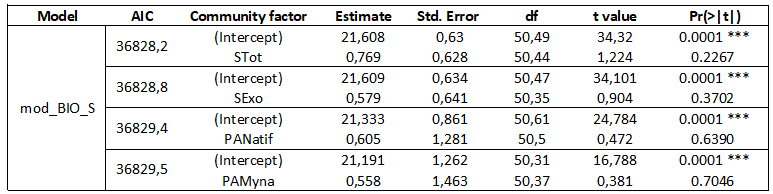 Model AIC Community factor Estimate Std. Error df t value Pr(>|t|)
mod_BIO_S
36828,2
(Intercept) 21,608 0,63 50,49 34,32 0.0001 ***
STot 0,769 0,628 50,44 1,224 0.2267
36828,8
(Intercept) 21,609 0,634 50,47 34,101 0.0001 ***
SExo 0,579 0,641 50,35 0,904 0.3702
36829,4
(Intercept) 21,333 0,861 50,61 24,784 0.0001 ***
PANatif 0,605 1,281 50,5 0,472 0.6390
36829,5
(Intercept) 21,191 1,262 50,31 16,788 0.0001 ***
PAMyna 0,558 1,463 50,37 0,381 0.7046